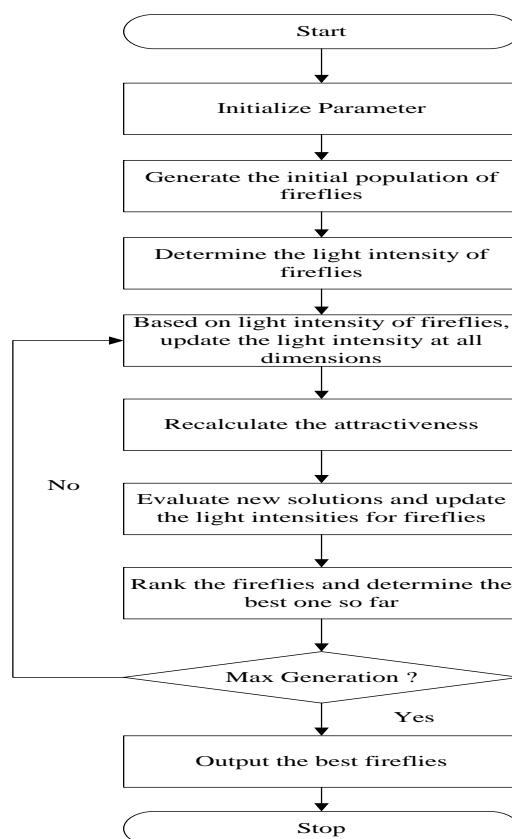 Start
Initialize Parameter
Generate the initial population of
fireflies
Determine the light intensity of
fireflies
Based on light intensity of fireflies,
update the light intensity at all
dimensions
Recalculate the attractiveness
No
Evaluate new solutions and update
the light intensities for fireflies
Rank the fireflies and determine the
best one so far
Max Generation ?
Yes
Output the best fireflies
Stop